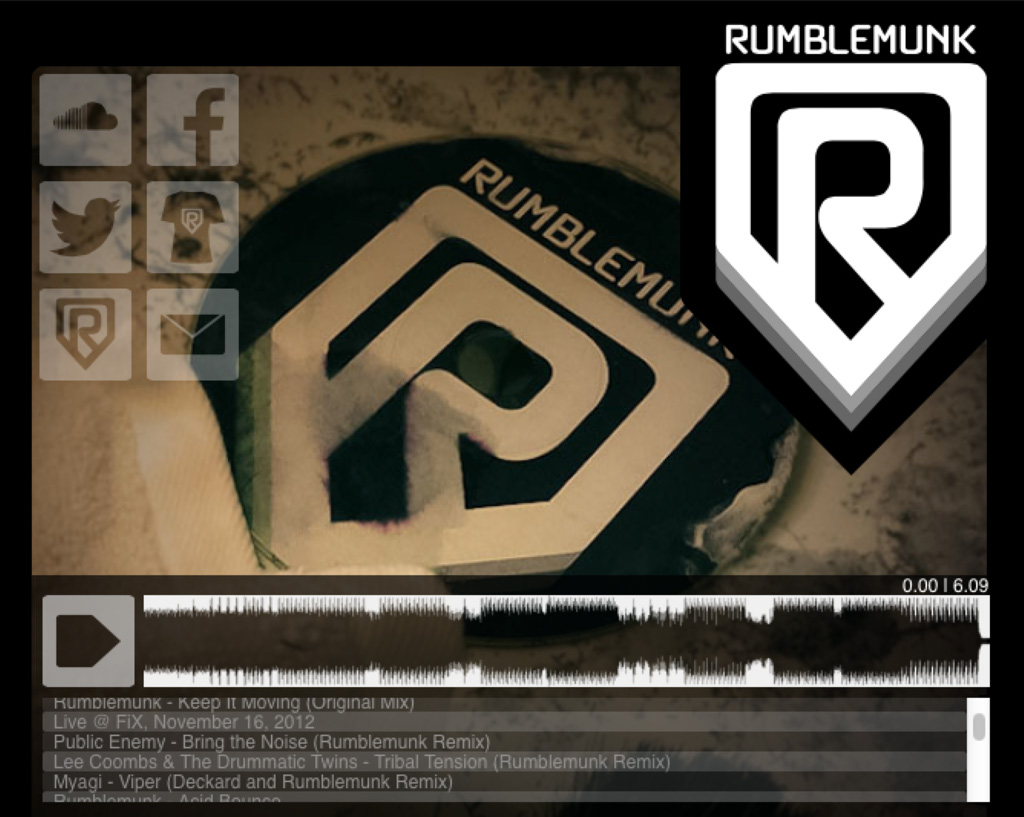 RUMBLEMUNK
RUMBLEMUNK
0.00 | 6.09
Rumblemunk - Keep It Moving (Original Mix)
Live @ FiX, November 16, 2012
Public Enemy - Bring the Noise (Rumblemunk Remix)
Lee Coombs & The Drummatic Twins - Tribal Tension (Rumblemunk Remix)
Myagi - Viper (Deckard and Rumblemunk Remix)
Rumblemunk - Acid Bounce